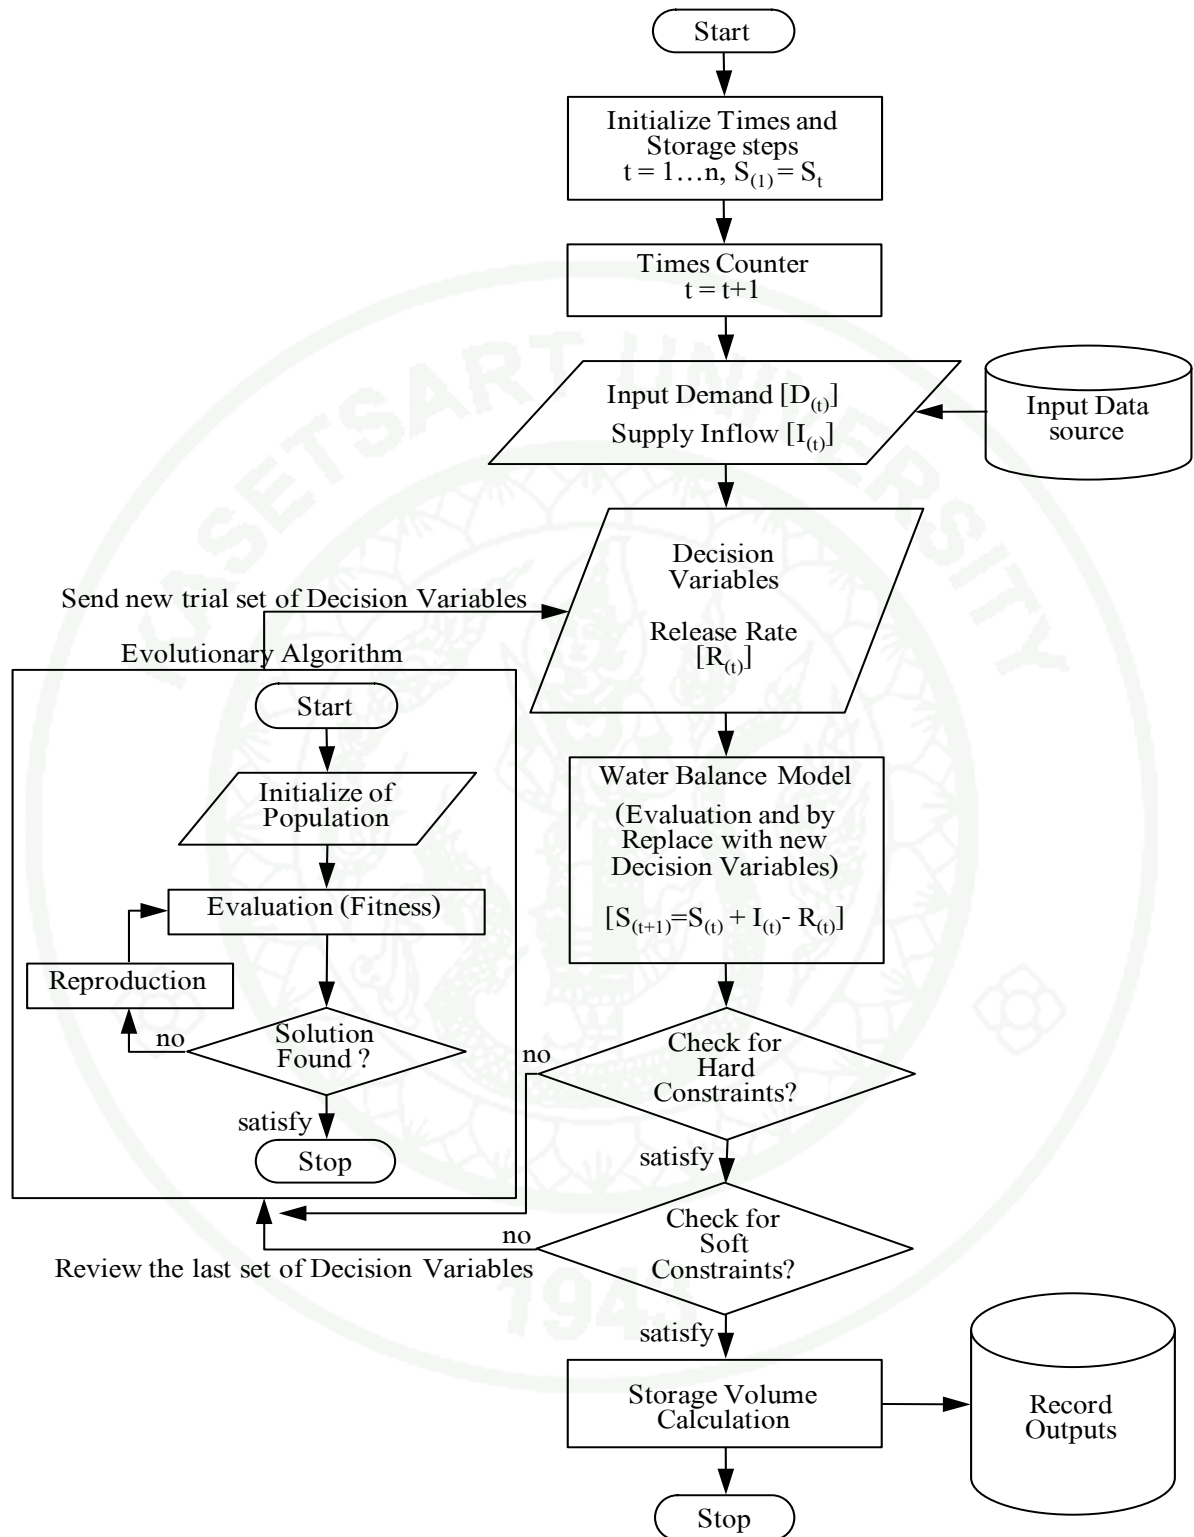 Start
Initialize Times and
Storage steps
t = 1...n, S(1) = St
Times Counter
t = t+1
Input Demand [D(t)]
Supply Inflow [I(t)]
Input Data
source
Decision
Variables
Release Rate
[R(t)]
Send new trial set of Decision Variables
Evolutionary Algorithm
Start
Initialize of
Population
Evaluation (Fitness)
Reproduction
no
Solution
Found ?
satisfy
Stop
Water Balance Model
(Evaluation and by
Replace with new
Decision Variables)
[S(t+1)=S(t) + I(t)- R(t)]
no
Check for
Hard
Constraints?
satisfy
no
Check for
Soft
Constraints?
Review the last set of Decision Variables
satisfy
Storage Volume
Calculation
Record
Outputs
Stop
KASETSART UNIVERSITY
1943